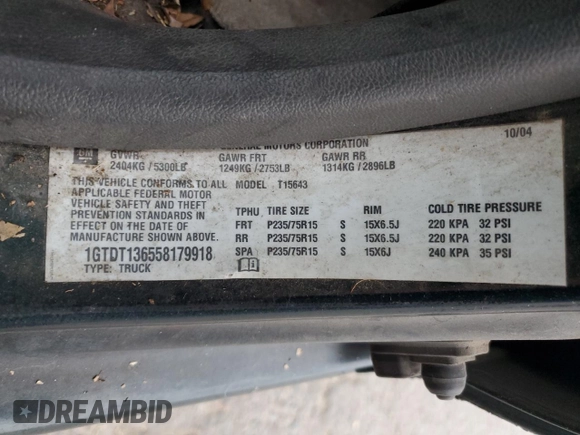 GENERAL MOTORS CORPORATION 10/04
GM GVWR GAWR FRT GAWR RR
2404KG / 5300LB 1249KG / 2753LB 1314KG / 2896LB
THIS VEHICLE CONFORMS TO ALL MODEL T15643
APPLICABLE FEDERAL MOTOR
VEHICLE SAFETY AND THEFT TPHU TIRE SIZE RIM COLD TIRE PRESSURE
PREVENTION STANDARDS IN
EFFECT ON THE DATE OF FRT P235/75R15 S 15X6.5J 220 KPA 32 PSI
MANUFACTURE SHOWN ABOVE. RR P235/75R15 S 15X6.5J 220 KPA 32 PSI
1GTDT136558179918 SPA P235/75R15 S 15X6J 240 KPA 35 PSI
TYPE: TRUCK
DREAMBID